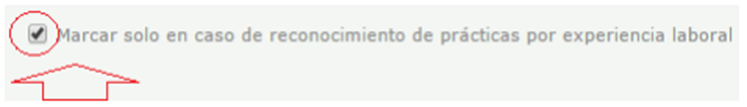 Marcar solo en caso de reconocimiento de prácticas por experiencia laboral